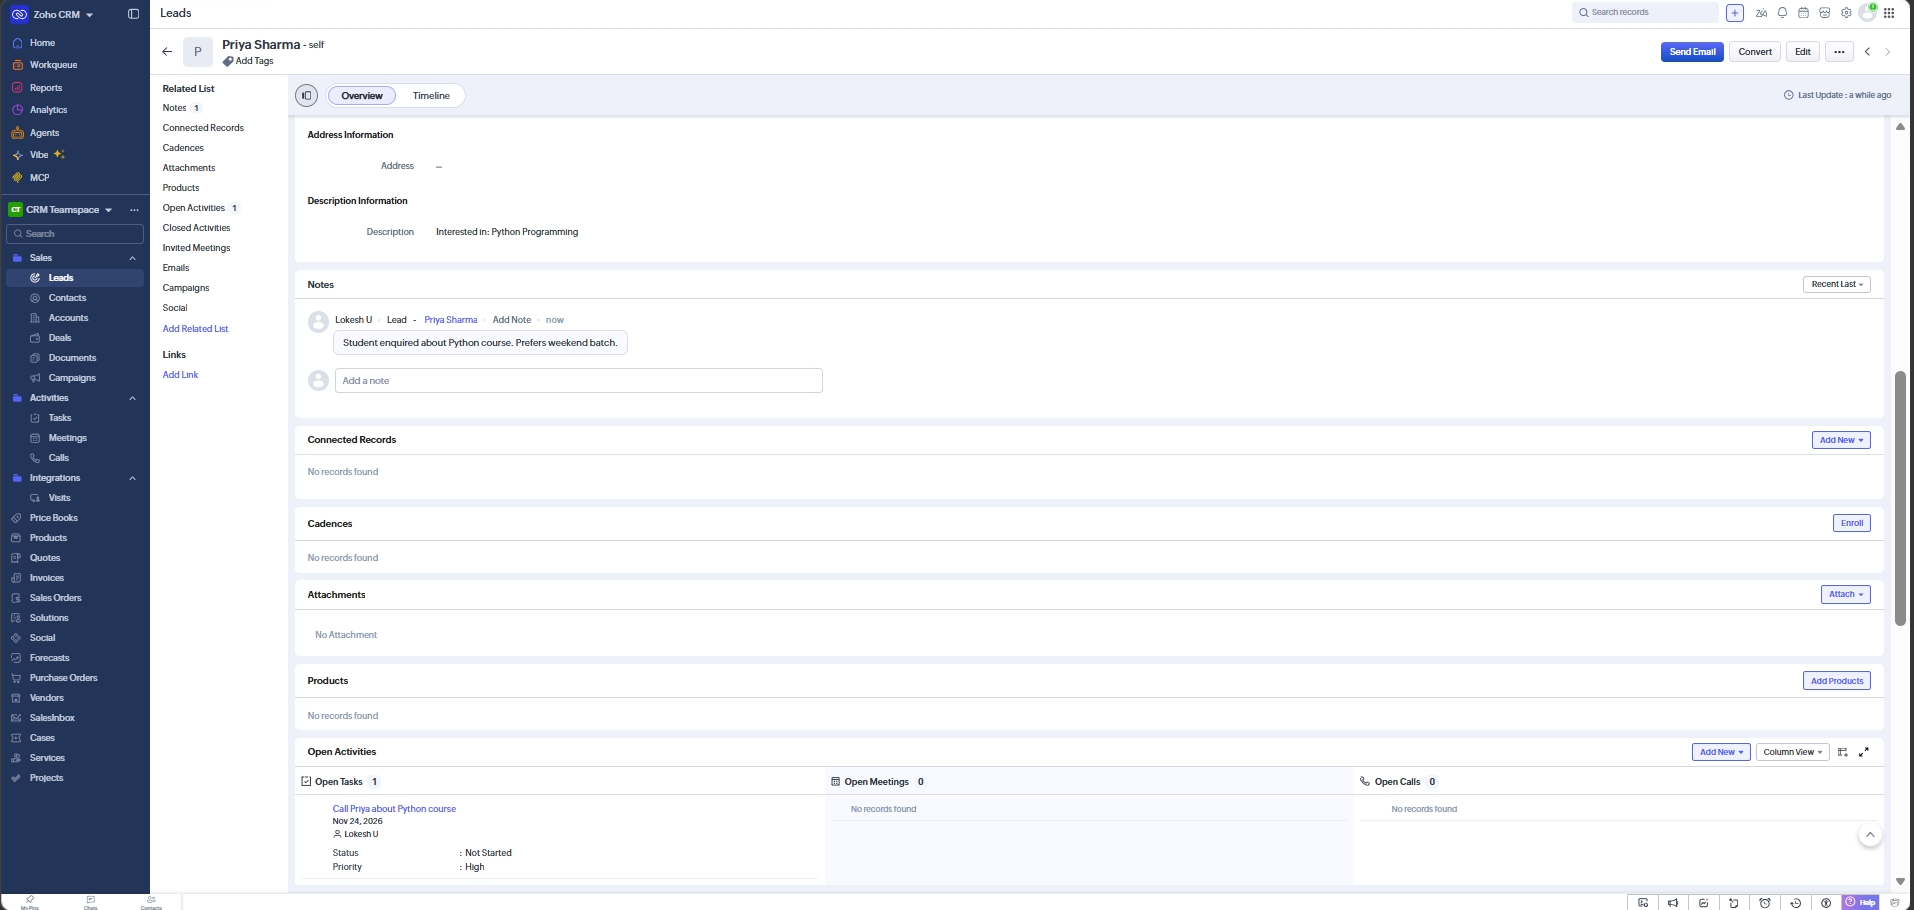 Zoho CRM
Leads
Search records
Home
Workqueue
Reports
Analytics
Agents
Vibe
MCP
CRM Teamspace
Search
Sales
Leads
Contacts
Accounts
Deals
Documents
Campaigns
Activities
Tasks
Meetings
Calls
Integrations
Visits
Price Books
Products
Quotes
Invoices
Sales Orders
Solutions
Social
Forecasts
Purchase Orders
Vendors
SalesInbox
Cases
Services
Projects
P
Priya Sharma - self
Add Tags
Send Email
Convert
Edit
Related List
Notes 1
Connected Records
Cadences
Attachments
Products
Open Activities 1
Closed Activities
Invited Meetings
Emails
Campaigns
Social
Add Related List
Links
Add Link
Overview
Timeline
Last Update : a while ago
Address Information
Address —
Description Information
Description Interested in: Python Programming
Notes
Recent Last
Lokesh U · Lead - Priya Sharma · Add Note · now
Student enquired about Python course. Prefers weekend batch.
Add a note
Connected Records
Add New
No records found
Cadences
Enroll
No records found
Attachments
Attach
No Attachment
Products
Add Products
No records found
Open Activities
Add New
Column View
Open Tasks 1
Open Meetings 0
Open Calls 0
Call Priya about Python course
Nov 24, 2026
Lokesh U
Status : Not Started
Priority : High
No records found
No records found
Chats
Contacts
Help